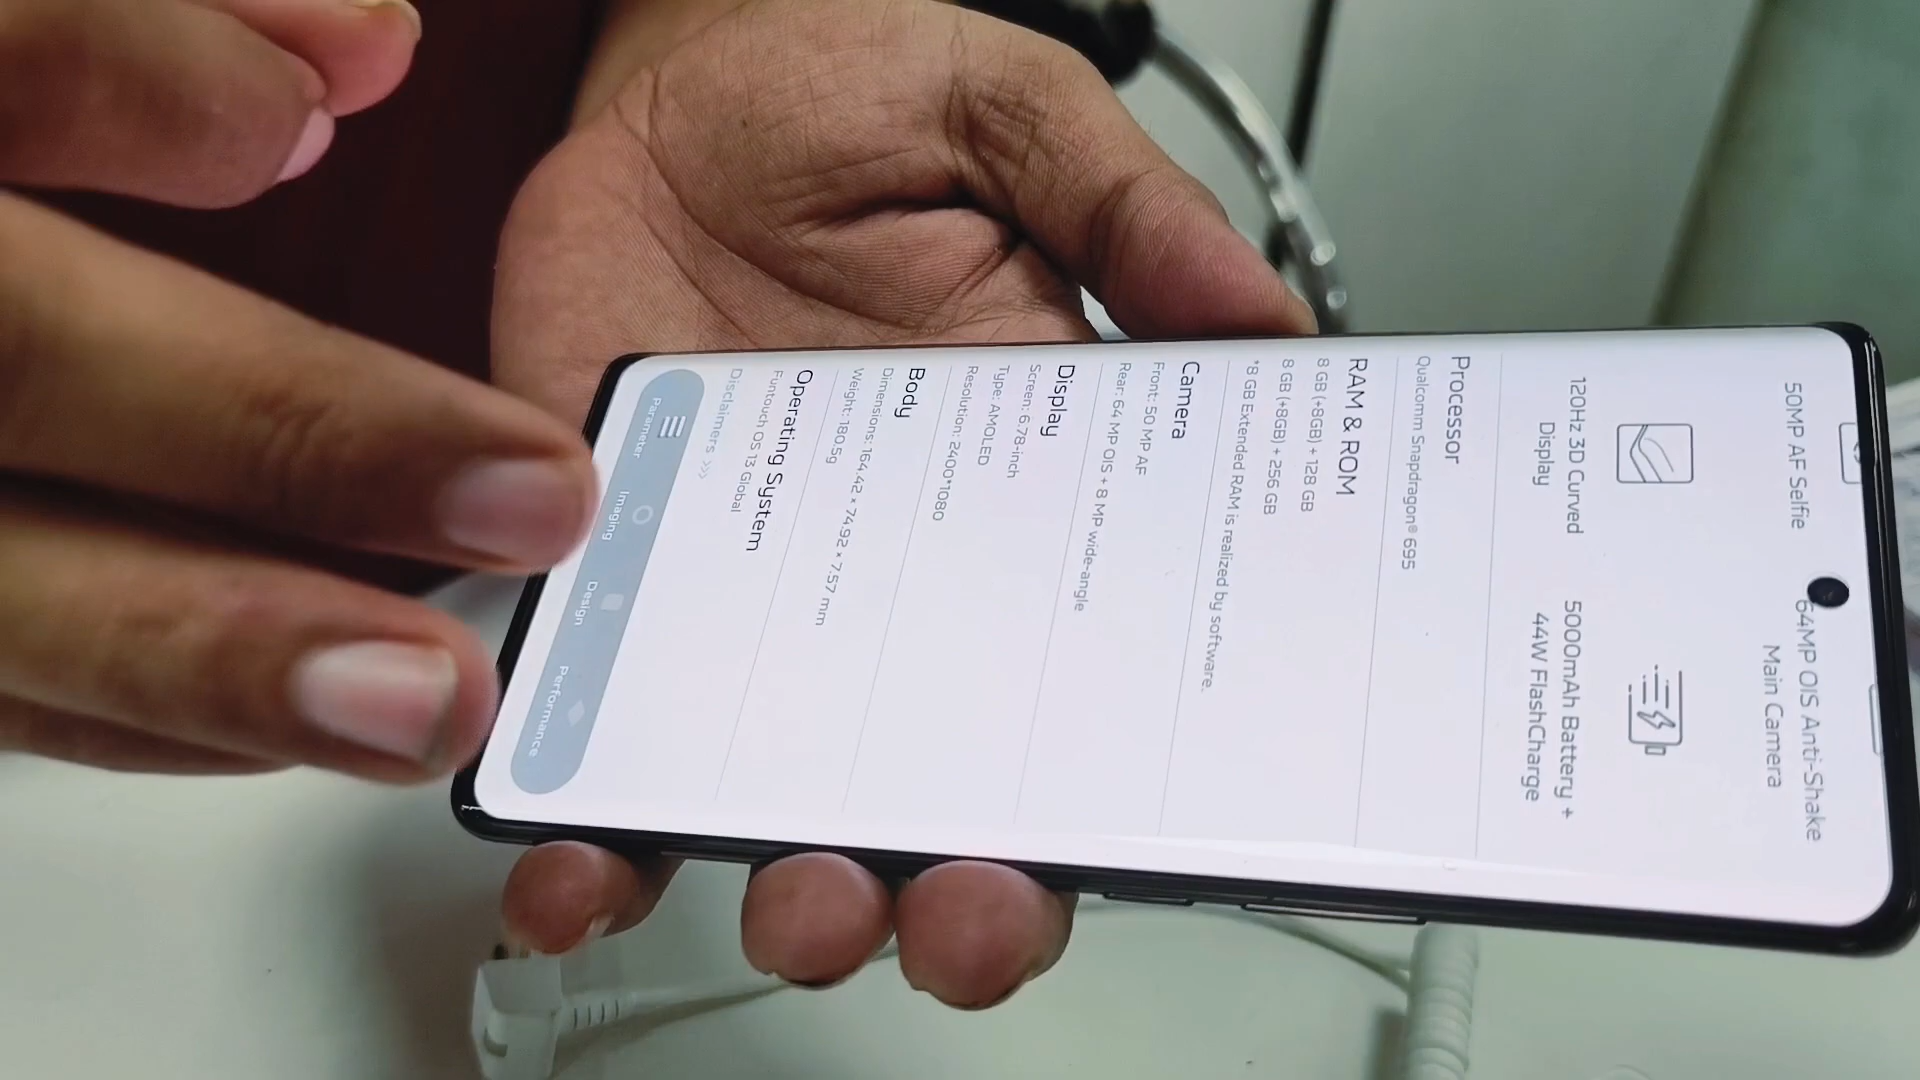 50MP AF Selfie
64MP OIS Anti-Shake
Main Camera
120Hz 3D Curved
Display
5000mAh Battery +
44W FlashCharge
Processor
Qualcomm Snapdragon® 695
RAM & ROM
8 GB (+8GB) + 128 GB
8 GB (+8GB) + 256 GB
*8 GB Extended RAM is realized by software.
Camera
Front: 50 MP AF
Rear: 64 MP OIS + 8 MP wide-angle
Display
Screen: 6.78-inch
Type: AMOLED
Resolution: 2400*1080
Body
Dimensions: 164.42 × 74.92 × 7.57 mm
Weight: 180.5g
Operating System
Funtouch OS 13 Global
Disclaimers >>>
Parameter
Imaging
Design
Performance